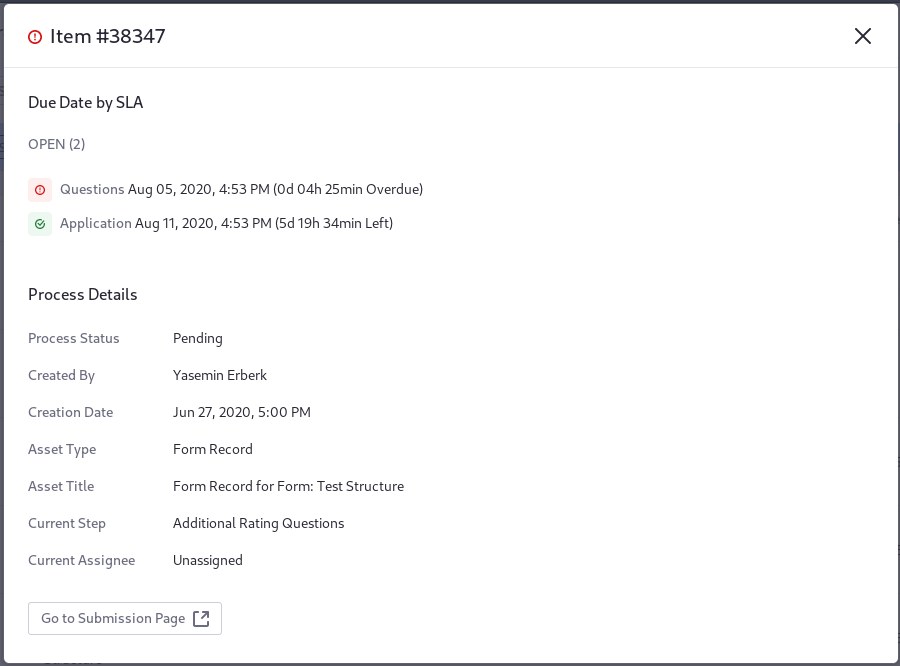 Item #38347
Due Date by SLA
OPEN (2)
Questions Aug 05, 2020, 4:53 PM (0d 04h 25min Overdue)
Application Aug 11, 2020, 4:53 PM (5d 19h 34min Left)
Process Details
Process Status Pending
Created By Yasemin Erberk
Creation Date Jun 27, 2020, 5:00 PM
Asset Type Form Record
Asset Title Form Record for Form: Test Structure
Current Step Additional Rating Questions
Current Assignee Unassigned
Go to Submission Page